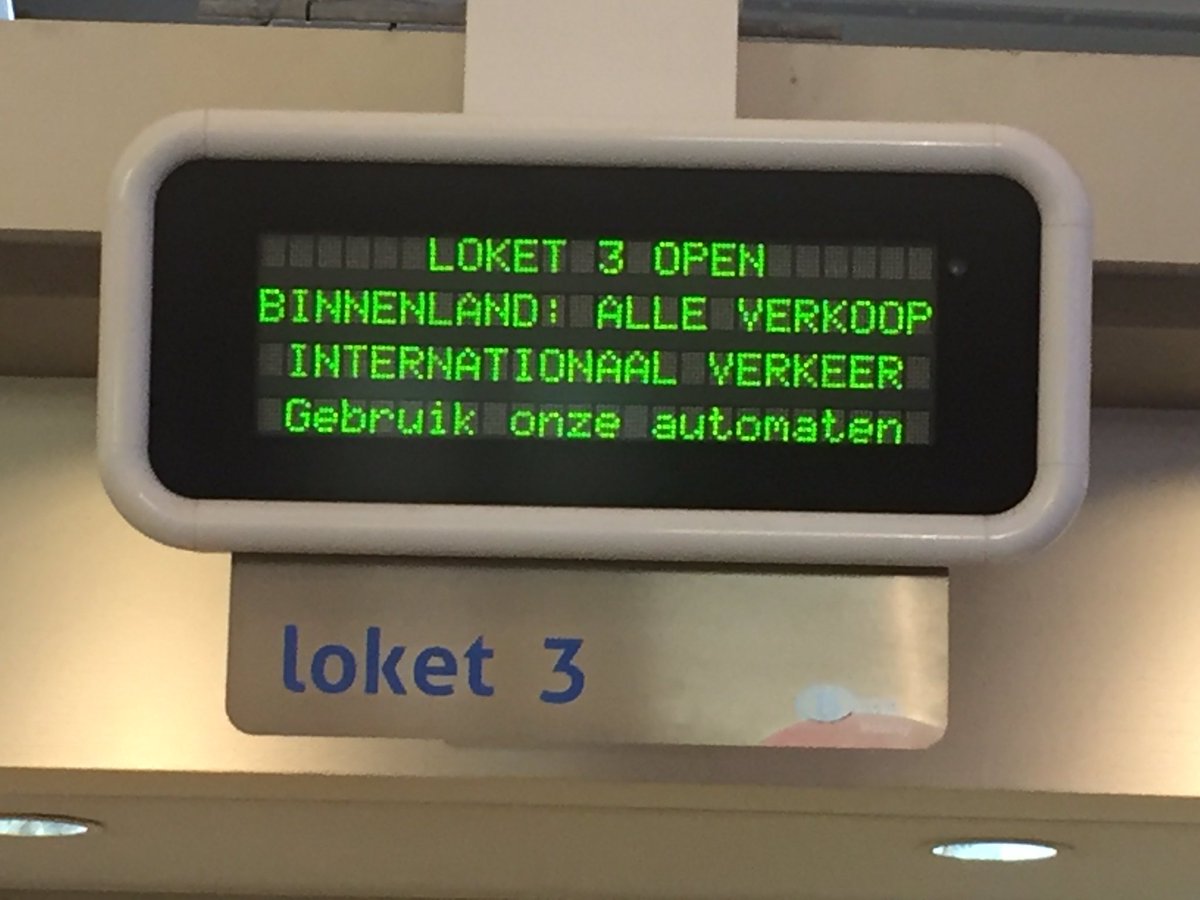 LOKET 3 OPEN
BINNENLAND: ALLE VERKOOP
INTERNATIONAAL VERKEER
Gebruik onze automaten
loket 3